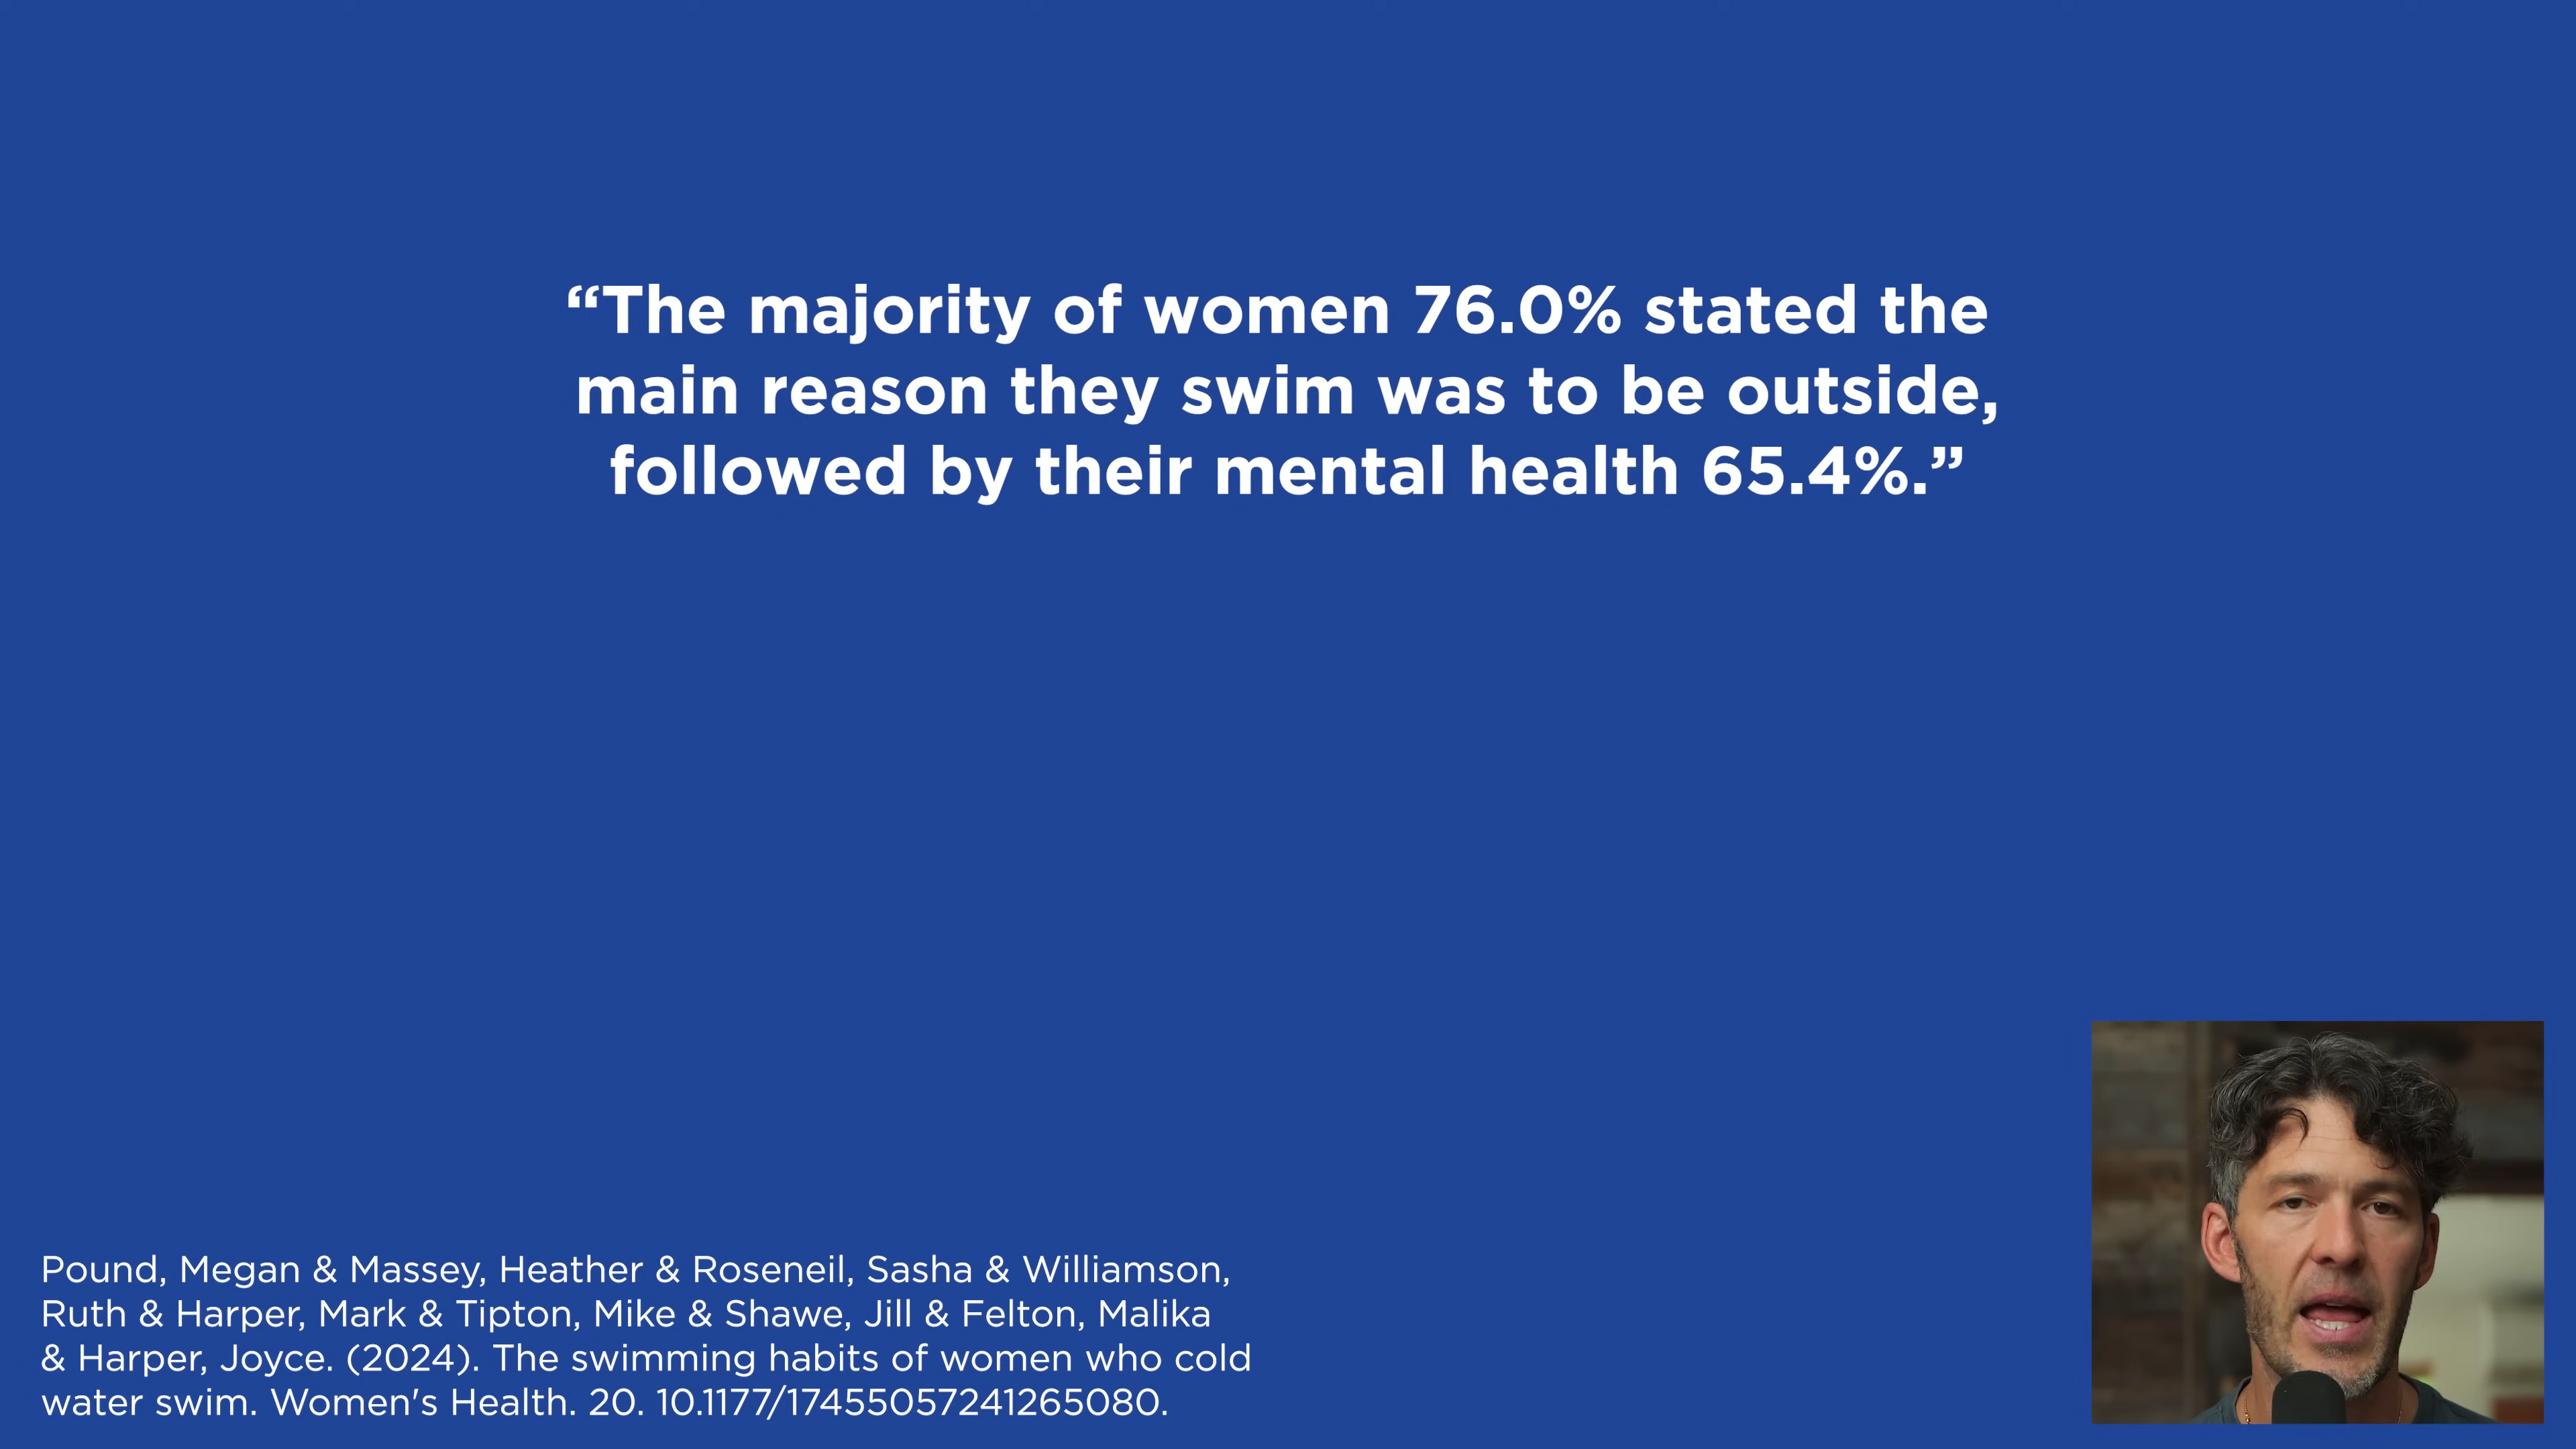 “The majority of women 76.0% stated the
main reason they swim was to be outside,
followed by their mental health 65.4%.”
Pound, Megan & Massey, Heather & Roseneil, Sasha & Williamson,
Ruth & Harper, Mark & Tipton, Mike & Shawe, Jill & Felton, Malika
& Harper, Joyce. (2024). The swimming habits of women who cold
water swim. Women's Health. 20. 10.1177/17455057241265080.